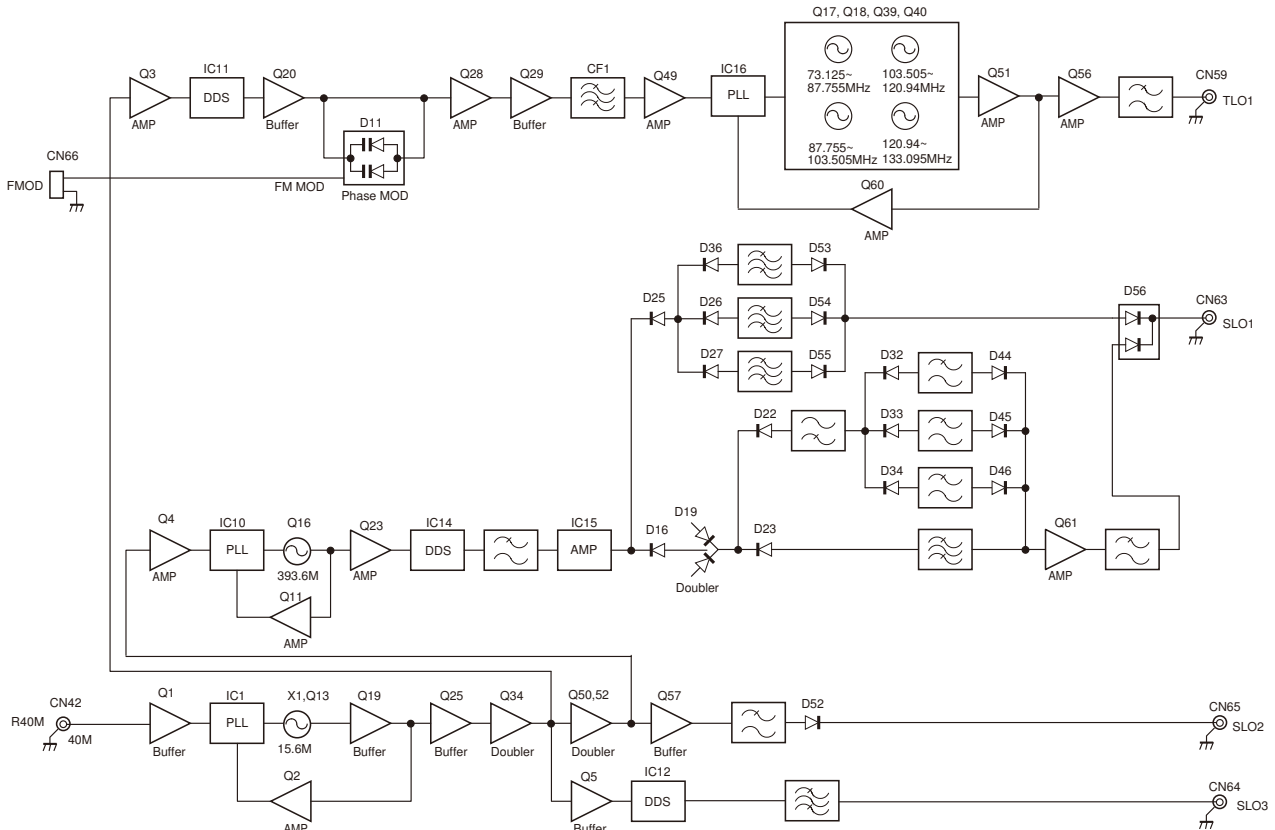 Q17, Q18, Q39, Q40
Q3
IC11
Q20
Q28
Q29
CF1
Q49
IC16
Q51
Q56
CN59
DDS
PLL
73.125~
87.755MHz
103.505~
120.94MHz
TLO1
AMP
Buffer
AMP
Buffer
AMP
AMP
AMP
D11
87.755~
103.505MHz
120.94~
133.095MHz
CN66
FMOD
FM MOD
Phase MOD
Q60
AMP
D36
D53
D25
D26
D54
D56
CN63
SLO1
D27
D55
D32
D44
D22
D33
D45
D34
D46
Q4
IC10
Q16
Q23
IC14
IC15
D19
D16
D23
Q61
PLL
DDS
AMP
AMP
393.6M
AMP
Doubler
AMP
Q11
AMP
CN42
Q1
IC1
X1,Q13
Q19
Q25
Q34
Q50,52
Q57
D52
CN65
R40M
40M
PLL
SLO2
Buffer
15.6M
Buffer
Buffer
Doubler
Doubler
Buffer
Q2
Q5
IC12
CN64
DDS
SLO3
AMP
Buffer